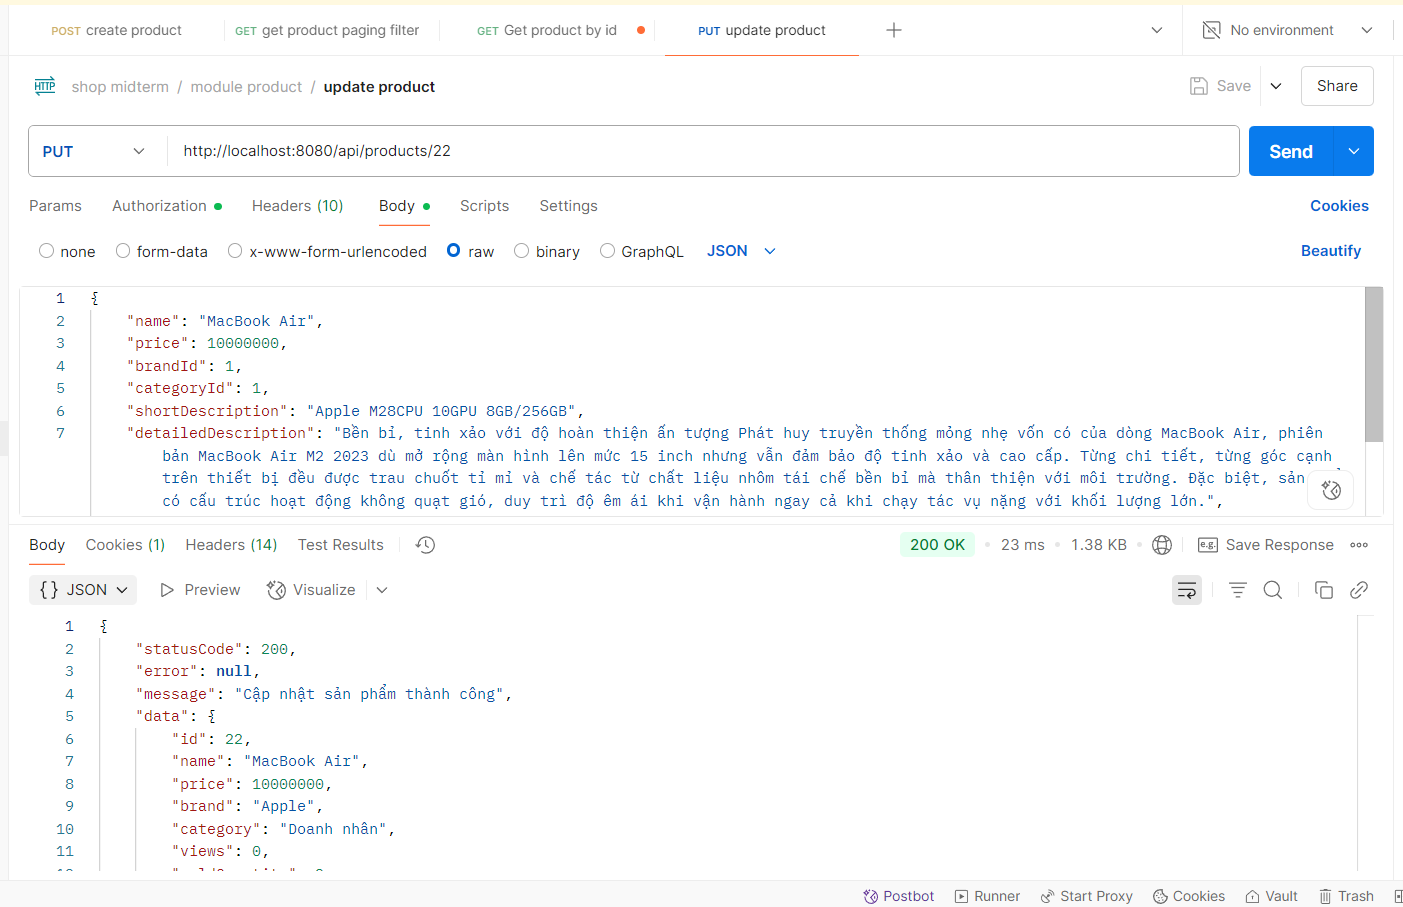 POST create product GET get product paging filter GET Get product by id PUT update product No environment
HTTP shop midterm / module product / update product Save Share
PUT http://localhost:8080/api/products/22 Send
Params Authorization Headers (10) Body Scripts Settings Cookies
none form-data x-www-form-urlencoded raw binary GraphQL JSON Beautify
1 {
2 "name": "MacBook Air",
3 "price": 10000000,
4 "brandId": 1,
5 "categoryId": 1,
6 "shortDescription": "Apple M28CPU 10GPU 8GB/256GB",
7 "detailedDescription": "Bền bỉ, tinh xảo với độ hoàn thiện ấn tượng Phát huy truyền thống mỏng nhẹ vốn có của dòng MacBook Air, phiên
bản MacBook Air M2 2023 dù mở rộng màn hình lên mức 15 inch nhưng vẫn đảm bảo độ tinh xảo và cao cấp. Từng chi tiết, từng góc cạnh
trên thiết bị đều được trau chuốt tỉ mỉ và chế tác từ chất liệu nhôm tái chế bền bỉ mà thân thiện với môi trường. Đặc biệt, sản
có cấu trúc hoạt động không quạt gió, duy trì độ êm ái khi vận hành ngay cả khi chạy tác vụ nặng với khối lượng lớn.",
Body Cookies (1) Headers (14) Test Results 200 OK 23 ms 1.38 KB e.g. Save Response
{} JSON Preview Visualize
1 {
2 "statusCode": 200,
3 "error": null,
4 "message": "Cập nhật sản phẩm thành công",
5 "data": {
6 "id": 22,
7 "name": "MacBook Air",
8 "price": 10000000,
9 "brand": "Apple",
10 "category": "Doanh nhân",
11 "views": 0,
Postbot Runner Start Proxy Cookies Vault Trash